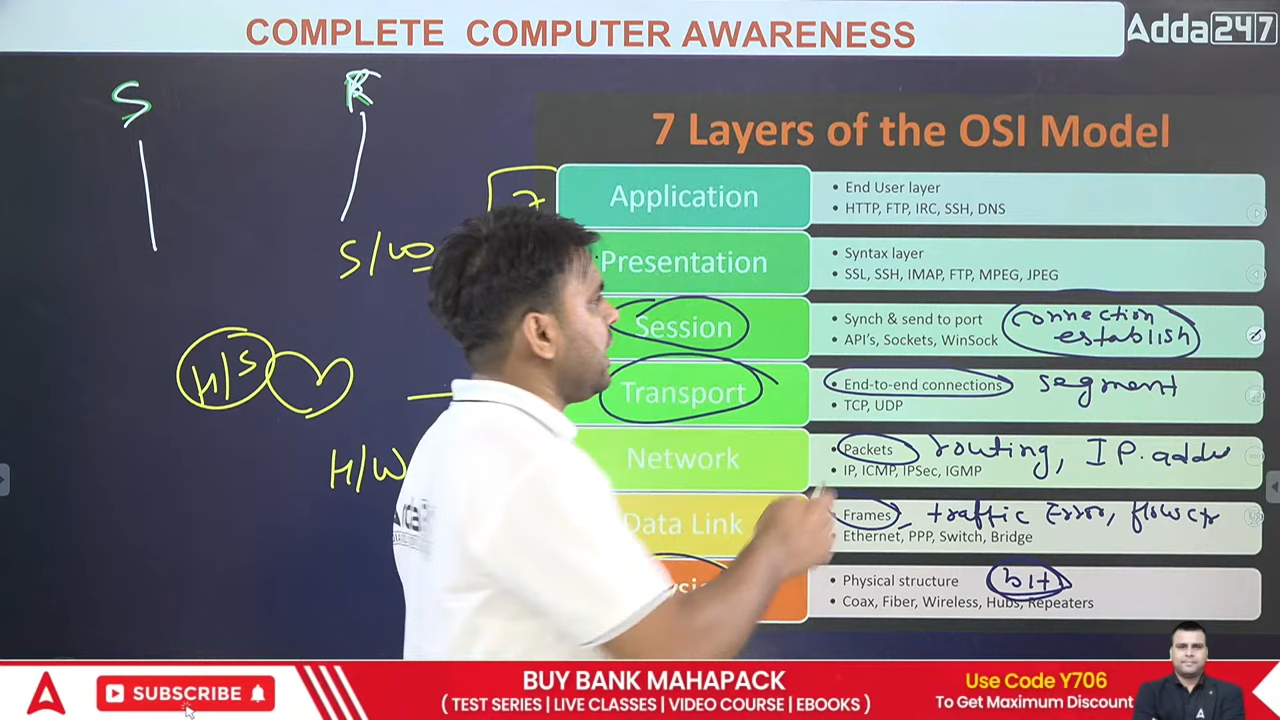 COMPLETE COMPUTER AWARENESS
Adda247
S
R
7 Layers of the OSI Model
7
Application
• End User layer
• HTTP, FTP, IRC, SSH, DNS
S/w
Presentation
• Syntax layer
• SSL, SSH, IMAP, FTP, MPEG, JPEG
Session
• Synch & send to port
• API's, Sockets, WinSock
connection
establish
H/S
Transport
• End-to-end connections
segment
• TCP, UDP
H/W
Network
• Packets
routing, IP. addr
• IP, ICMP, IPSec, IGMP
Data Link
• Frames
traffic Error, flow
Ethernet, PPP, Switch, Bridge
• Physical structure
bit
• Coax, Fiber, Wireless, Hubs, Repeaters
SUBSCRIBE
BUY BANK MAHAPACK
( TEST SERIES | LIVE CLASSES | VIDEO COURSE | EBOOKS )
Use Code Y706
To Get Maximum Discount